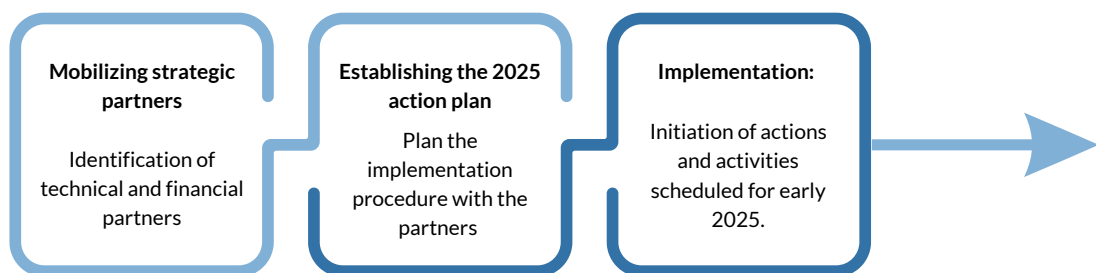 Mobilizing strategic
partners
Identification of
technical and financial
partners
Establishing the 2025
action plan
Plan the
implementation
procedure with the
partners
Implementation:
Initiation of actions
and activities
scheduled for early
2025.